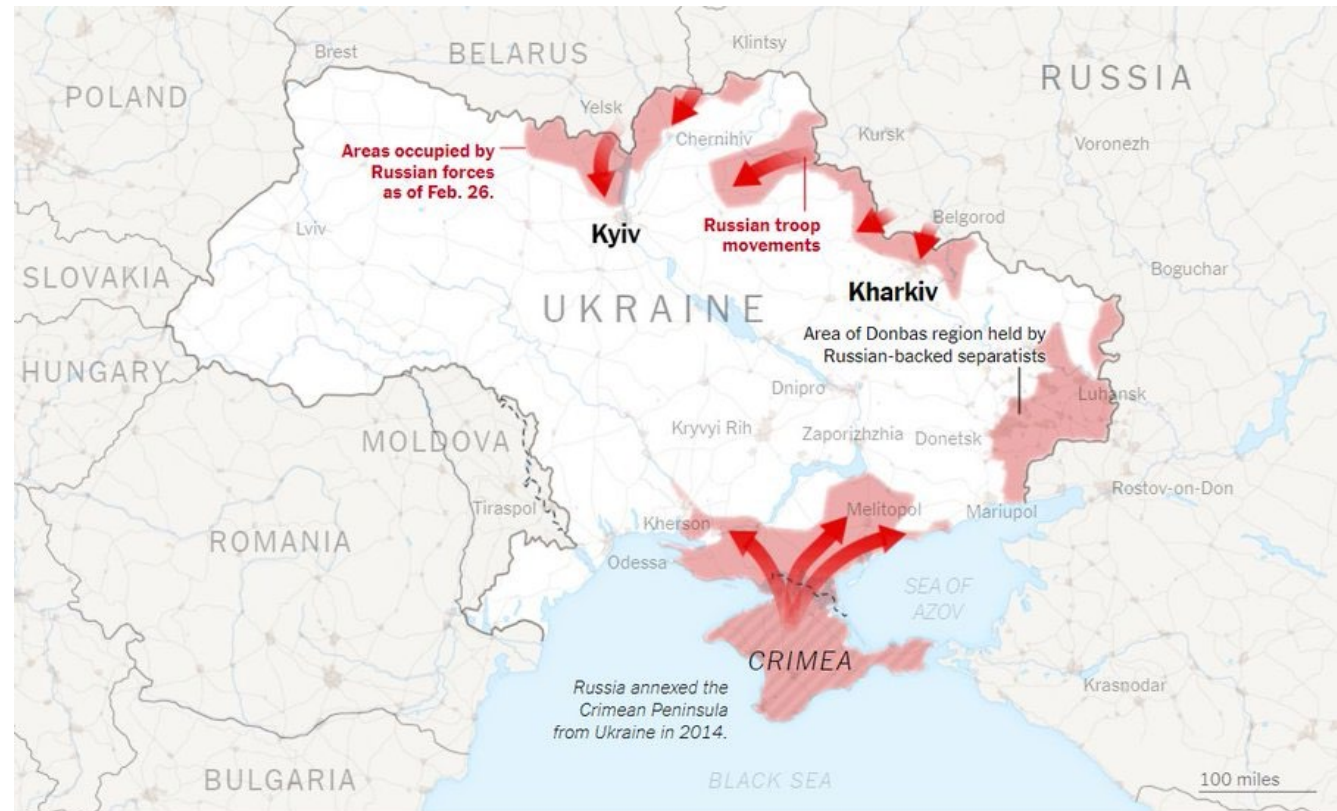 Klintsy
BELARUS
Brest
RUSSIA
POLAND
Yelsk
Chernihiv
Kursk
Voronezh
Areas occupied by
Russian forces
as of Feb. 26.
Lviv
Kyiv
Russian troop
movements
Belgorod
SLOVAKIA
Boguchar
Kharkiv
UKRAINE
Area of Donbas region held by
Russian-backed separatists
HUNGARY
Dnipro
Luhansk
MOLDOVA
Kryvyi Rih
Zaporizhzhia
Donetsk
Rostov-on-Don
Tiraspol
Kherson
Melitopol
Mariupol
ROMANIA
Odessa
SEA OF
AZOV
CRIMEA
Krasnodar
Russia annexed the
Crimean Peninsula
from Ukraine in 2014.
BULGARIA
BLACK SEA
100 miles